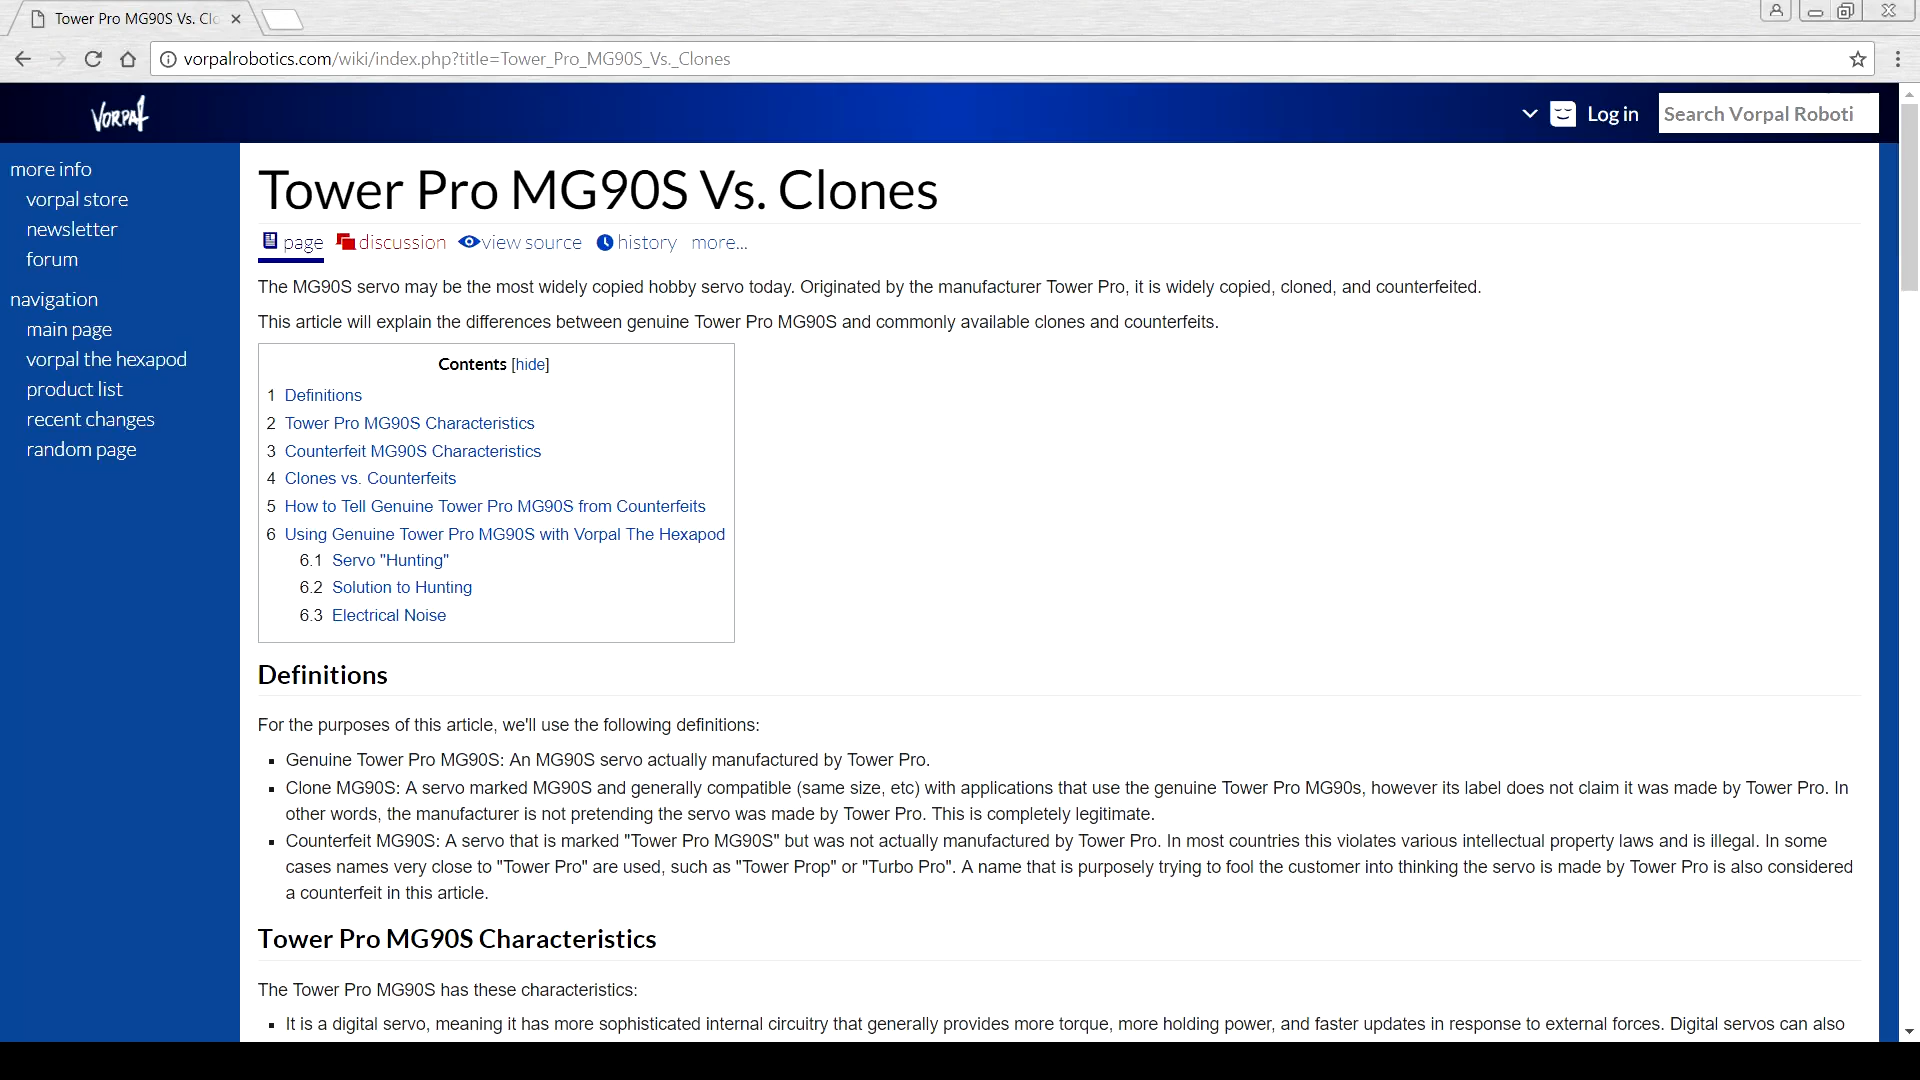 Tower Pro MG90S Vs. Clo
vorpalrobotics.com/wiki/index.php?title=Tower_Pro_MG90S_Vs._Clones
Vorpal
Log in
Search Vorpal Roboti
more info
vorpal store
newsletter
forum
navigation
main page
vorpal the hexapod
product list
recent changes
random page
Tower Pro MG90S Vs. Clones
page discussion view source history more...
The MG90S servo may be the most widely copied hobby servo today. Originated by the manufacturer Tower Pro, it is widely copied, cloned, and counterfeited.
This article will explain the differences between genuine Tower Pro MG90S and commonly available clones and counterfeits.
Contents [hide]
1 Definitions
2 Tower Pro MG90S Characteristics
3 Counterfeit MG90S Characteristics
4 Clones vs. Counterfeits
5 How to Tell Genuine Tower Pro MG90S from Counterfeits
6 Using Genuine Tower Pro MG90S with Vorpal The Hexapod
6.1 Servo "Hunting"
6.2 Solution to Hunting
6.3 Electrical Noise
Definitions
For the purposes of this article, we'll use the following definitions:
▪ Genuine Tower Pro MG90S: An MG90S servo actually manufactured by Tower Pro.
▪ Clone MG90S: A servo marked MG90S and generally compatible (same size, etc) with applications that use the genuine Tower Pro MG90s, however its label does not claim it was made by Tower Pro. In
other words, the manufacturer is not pretending the servo was made by Tower Pro. This is completely legitimate.
▪ Counterfeit MG90S: A servo that is marked "Tower Pro MG90S" but was not actually manufactured by Tower Pro. In most countries this violates various intellectual property laws and is illegal. In some
cases names very close to "Tower Pro" are used, such as "Tower Prop" or "Turbo Pro". A name that is purposely trying to fool the customer into thinking the servo is made by Tower Pro is also considered
a counterfeit in this article.
Tower Pro MG90S Characteristics
The Tower Pro MG90S has these characteristics:
▪ It is a digital servo, meaning it has more sophisticated internal circuitry that generally provides more torque, more holding power, and faster updates in response to external forces. Digital servos can also